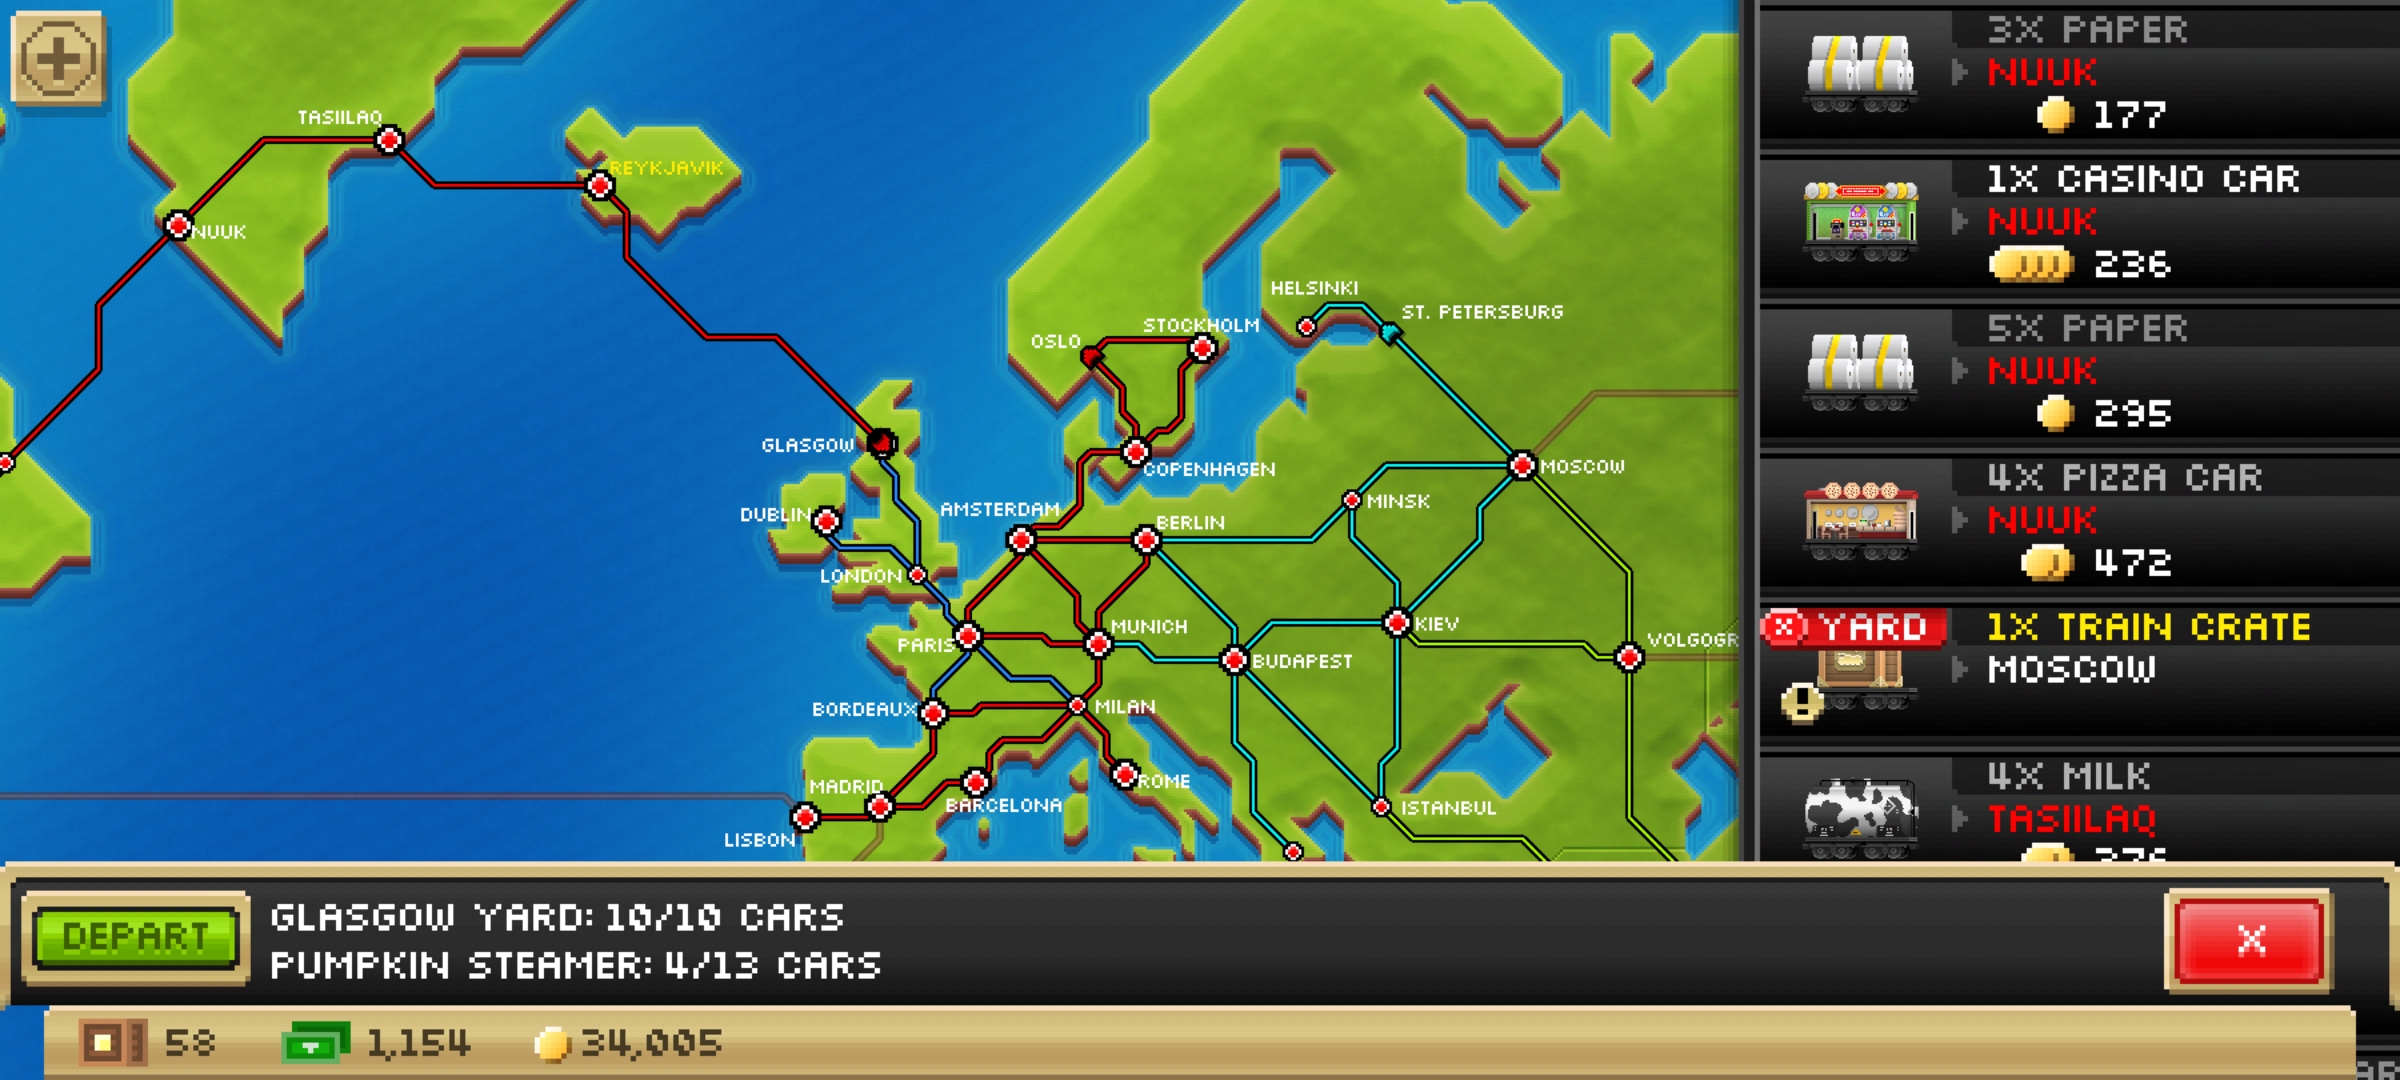 TASIILAQ
REYKJAVIK
NUUK
HELSINKI
ST. PETERSBURG
STOCKHOLM
OSLO
GLASGOW
COPENHAGEN
MOSCOW
MINSK
DUBLIN
AMSTERDAM
BERLIN
LONDON
PARIS
MUNICH
KIEV
BUDAPEST
VOLGOGR
BORDEAUX
MILAN
MADRID
BARCELONA
ROME
ISTANBUL
LISBON
3X PAPER
NUUK
177
1X CASINO CAR
NUUK
236
5X PAPER
NUUK
295
4X PIZZA CAR
NUUK
472
YARD
1X TRAIN CRATE
MOSCOW
4X MILK
TASIILAQ
DEPART
GLASGOW YARD: 10/10 CARS
PUMPKIN STEAMER: 4/13 CARS
X
58
1,154
34,005